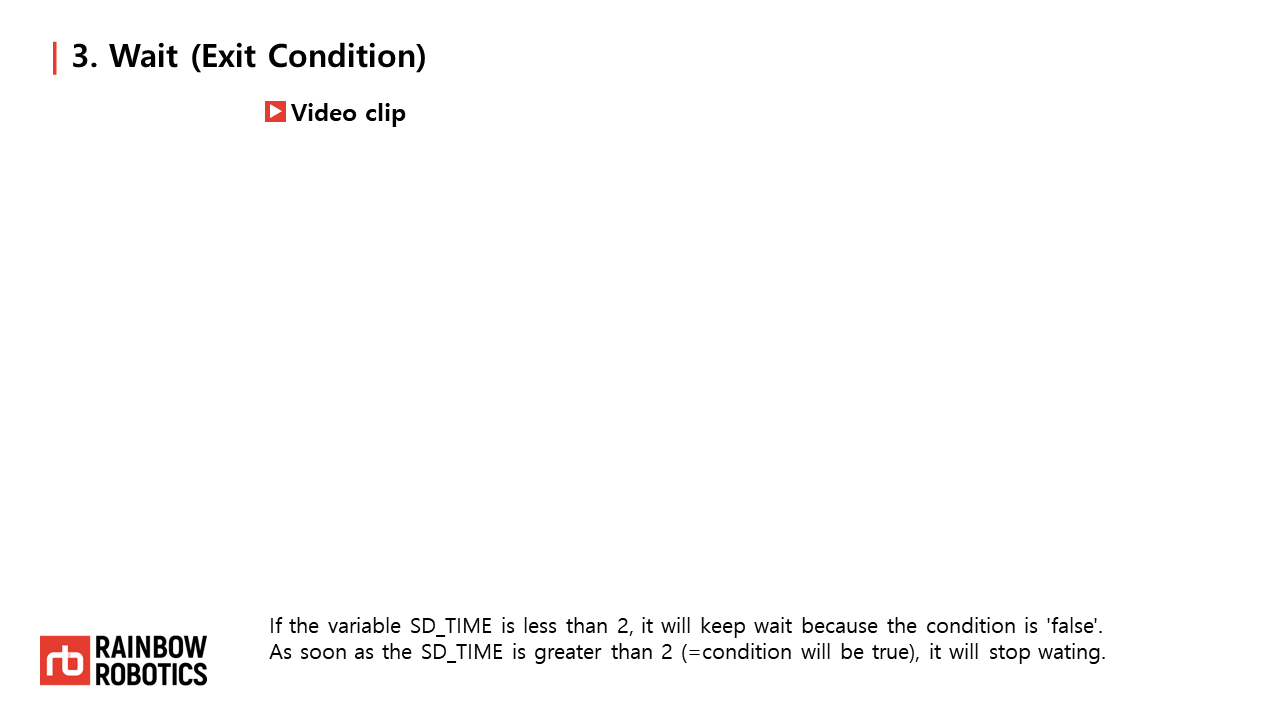 3. Wait (Exit Condition)
Video clip
If the variable SD_TIME is less than 2, it will keep wait because the condition is 'false'.
As soon as the SD_TIME is greater than 2 (=condition will be true), it will stop wating.
rb RAINBOW
ROBOTICS